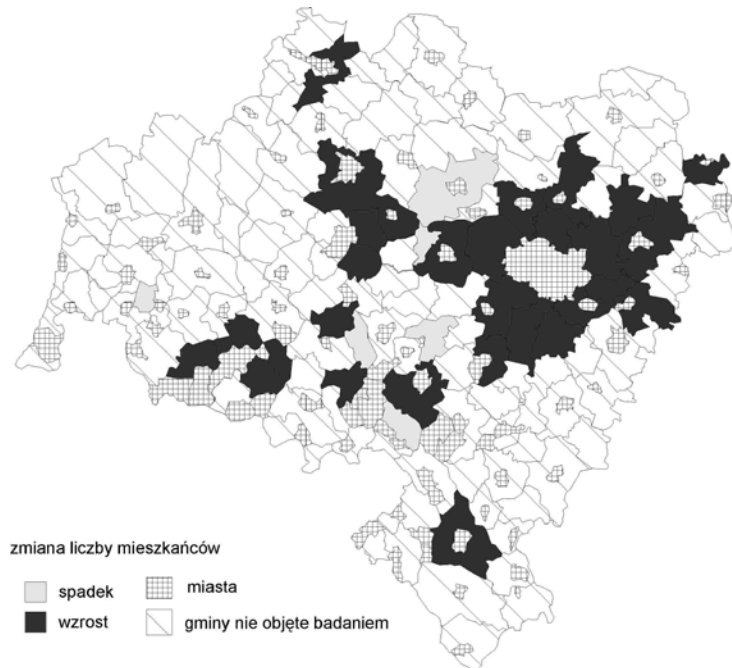 zmiana liczby mieszkańców
spadek
miasta
wzrost
gminy nie objęte badaniem